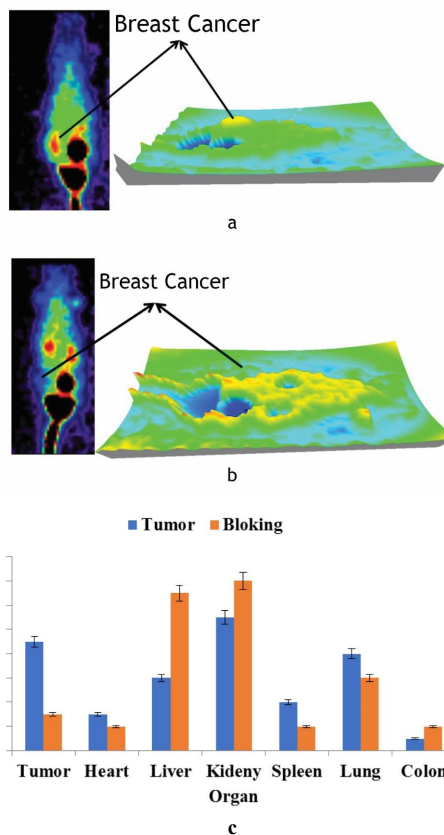 Breast Cancer
a
Breast Cancer
b
Tumor Bloking
Tumor Heart Liver Kideny Spleen Lung Colon
Organ
c